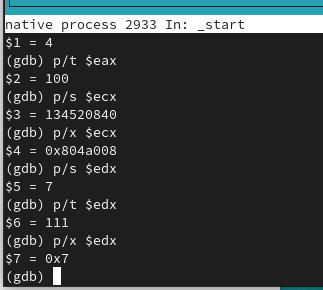 native process 2933 In: _start
$1 = 4
(gdb) p/t $eax
$2 = 100
(gdb) p/s $ecx
$3 = 134520840
(gdb) p/x $ecx
$4 = 0x804a008
(gdb) p/s $edx
$5 = 7
(gdb) p/t $edx
$6 = 111
(gdb) p/x $edx
$7 = 0x7
(gdb)